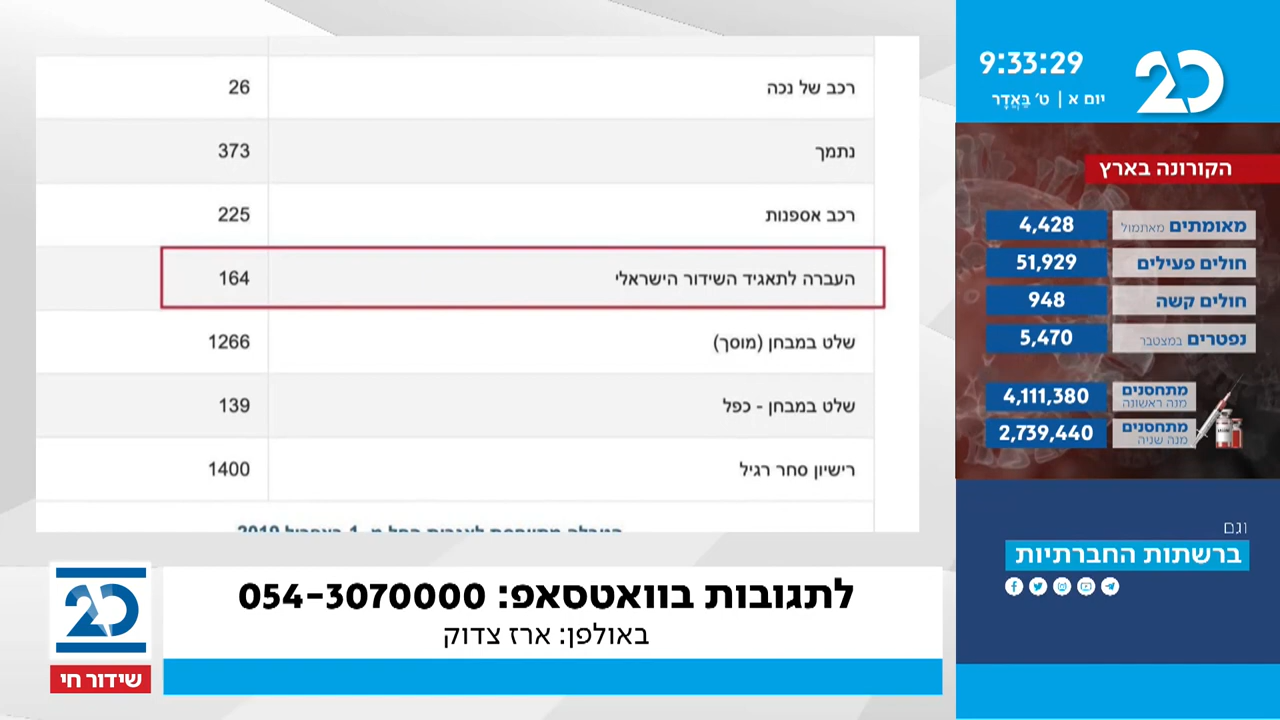 רכב של נכה 26
נתמך 373
רכב אספנות 225
העברה לתאגיד השידור הישראלי 164
שלט במבחן (מוסך) 1266
שלט במבחן - כפל 139
רישיון סחר רגיל 1400
לתגובות בוואטסאפ: 054-3070000
באולפן: ארז צדוק
20
שידור חי
9:33:29
20
יום א | ט׳ בַּאֲדָר
הקורונה בארץ
מאומתים מאתמול 4,428
חולים פעילים 51,929
חולים קשה 948
נפטרים במצטבר 5,470
מתחסנים מנה ראשונה 4,111,380
מתחסנים מנה שניה 2,739,440
וגם
ברשתות החברתיות